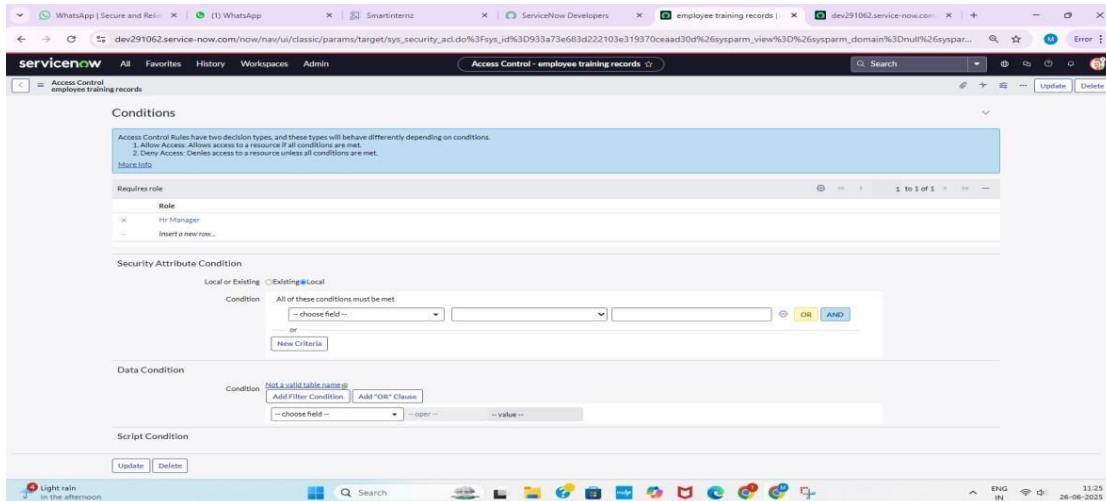 WhatsApp | Secure and Relia
(1) WhatsApp
Smartinternz
ServiceNow Developers
employee training records |
dev291062.service-now.com
dev291062.service-now.com/now/nav/ui/classic/params/target/sys_security_acl.do%3Fsys_id%3D933a73e683d222103e319370ceaad30d%26sysparm_view%3D%26sysparm_domain%3Dnull%26syspar...
M
Error
servicenow
All Favorites History Workspaces Admin
Access Control - employee training records
Search
Access Control
employee training records
Update Delete
Conditions
Access Control Rules have two decision types, and these types will behave differently depending on conditions.
1. Allow Access: Allows access to a resource if all conditions are met.
2. Deny Access: Denies access to a resource unless all conditions are met.
More Info
Requires role
1 to 1 of 1
Role
Hr Manager
Insert a new row...
Security Attribute Condition
Local or Existing Existing Local
Condition All of these conditions must be met
-- choose field --
OR AND
or
New Criteria
Data Condition
Condition Not a valid table name
Add Filter Condition Add "OR" Clause
-- choose field -- -- oper -- -- value --
Script Condition
Update Delete
Light rain
In the afternoon
Search
ENG
IN
11:25
26-06-2025